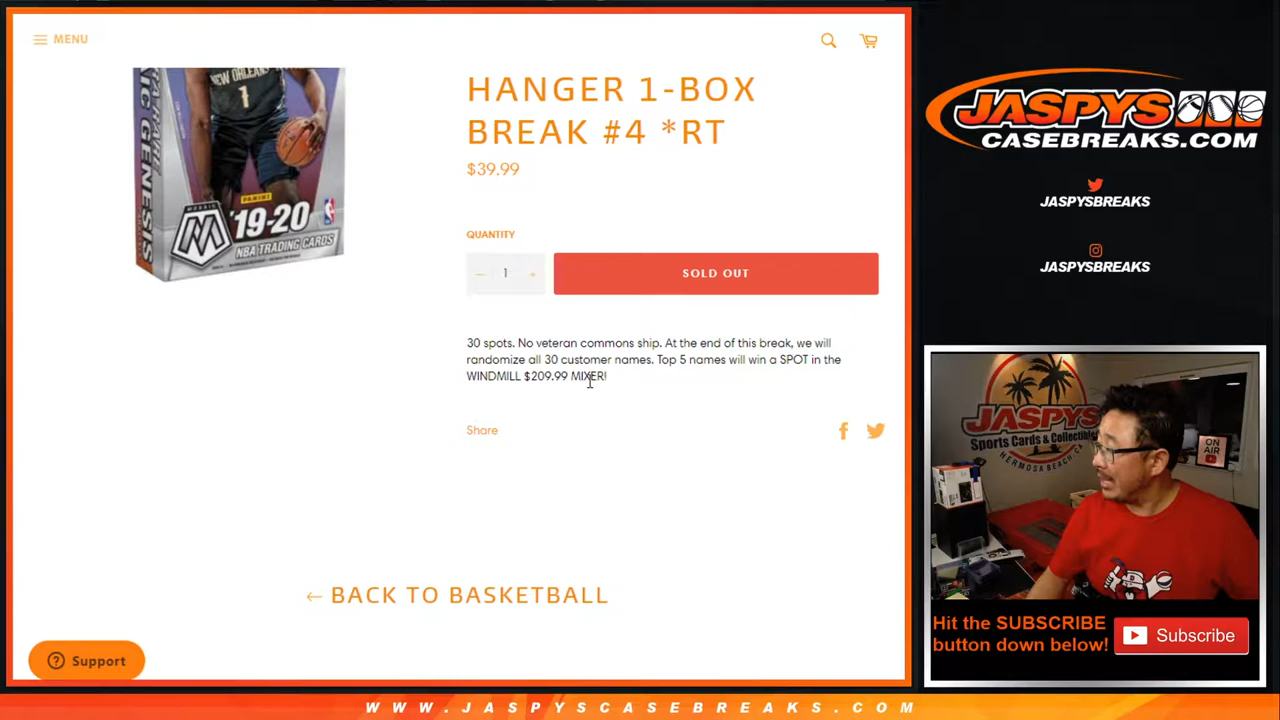 MENU
HANGER 1-BOX
BREAK #4 *RT
$39.99
NEW ORLEANS
1
PANINI
'19-20
NBA TRADING CARDS
QUANTITY
− 1 +
SOLD OUT
30 spots. No veteran commons ship. At the end of this break, we will
randomize all 30 customer names. Top 5 names will win a SPOT in the
WINDMILL $209.99 MIXER!
Share
← BACK TO BASKETBALL
Support
JASPYS
CASEBREAKS.COM
JASPYSBREAKS
JASPYSBREAKS
JASPYS
Sports Cards & Collectibles
HERMOSA BEACH, CA
ON
AIR
Hit the SUBSCRIBE
button down below!
Subscribe
WWW.JASPYSCASEBREAKS.COM